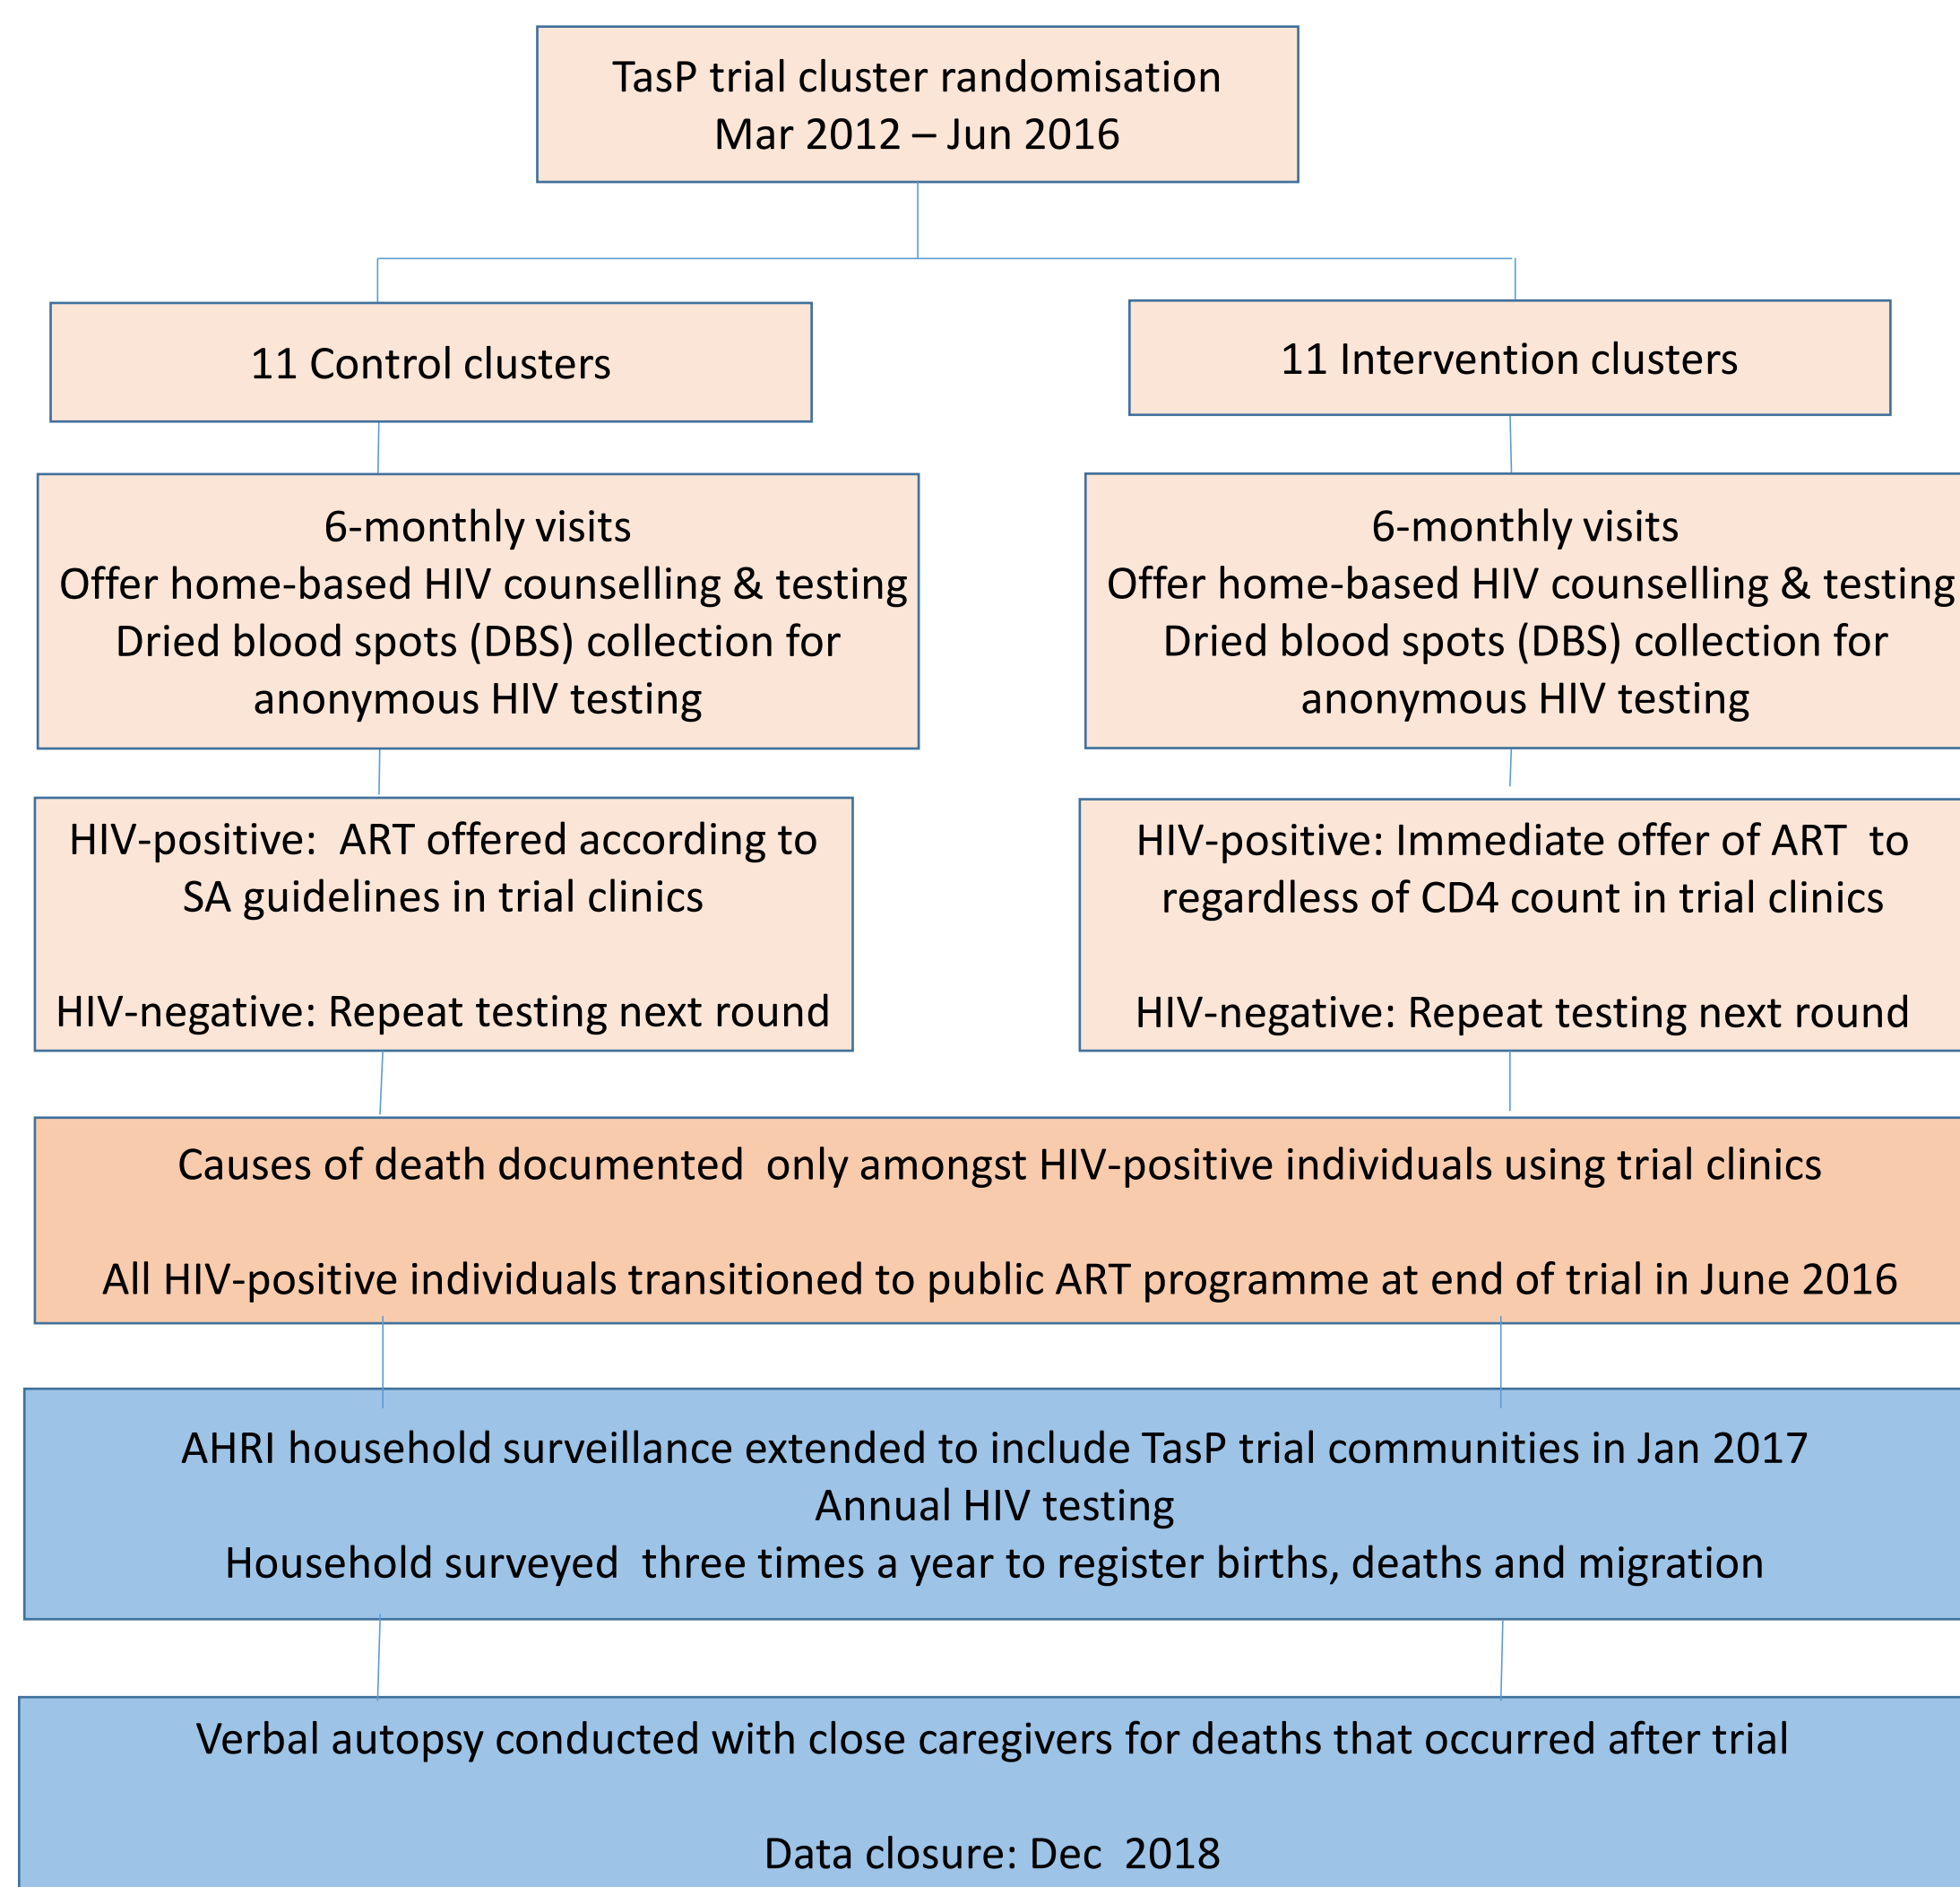 TasP trial cluster randomisation
Mar 2012 – Jun 2016
11 Control clusters
11 Intervention clusters
6-monthly visits
Offer home-based HIV counselling & testing
Dried blood spots (DBS) collection for
anonymous HIV testing
6-monthly visits
Offer home-based HIV counselling & testing
Dried blood spots (DBS) collection for
anonymous HIV testing
HIV-positive: ART offered according to
SA guidelines in trial clinics
HIV-negative: Repeat testing next round
HIV-positive: Immediate offer of ART to
regardless of CD4 count in trial clinics
HIV-negative: Repeat testing next round
Causes of death documented only amongst HIV-positive individuals using trial clinics
All HIV-positive individuals transitioned to public ART programme at end of trial in June 2016
AHRI household surveillance extended to include TasP trial communities in Jan 2017
Annual HIV testing
Household surveyed three times a year to register births, deaths and migration
Verbal autopsy conducted with close caregivers for deaths that occurred after trial
Data closure: Dec 2018